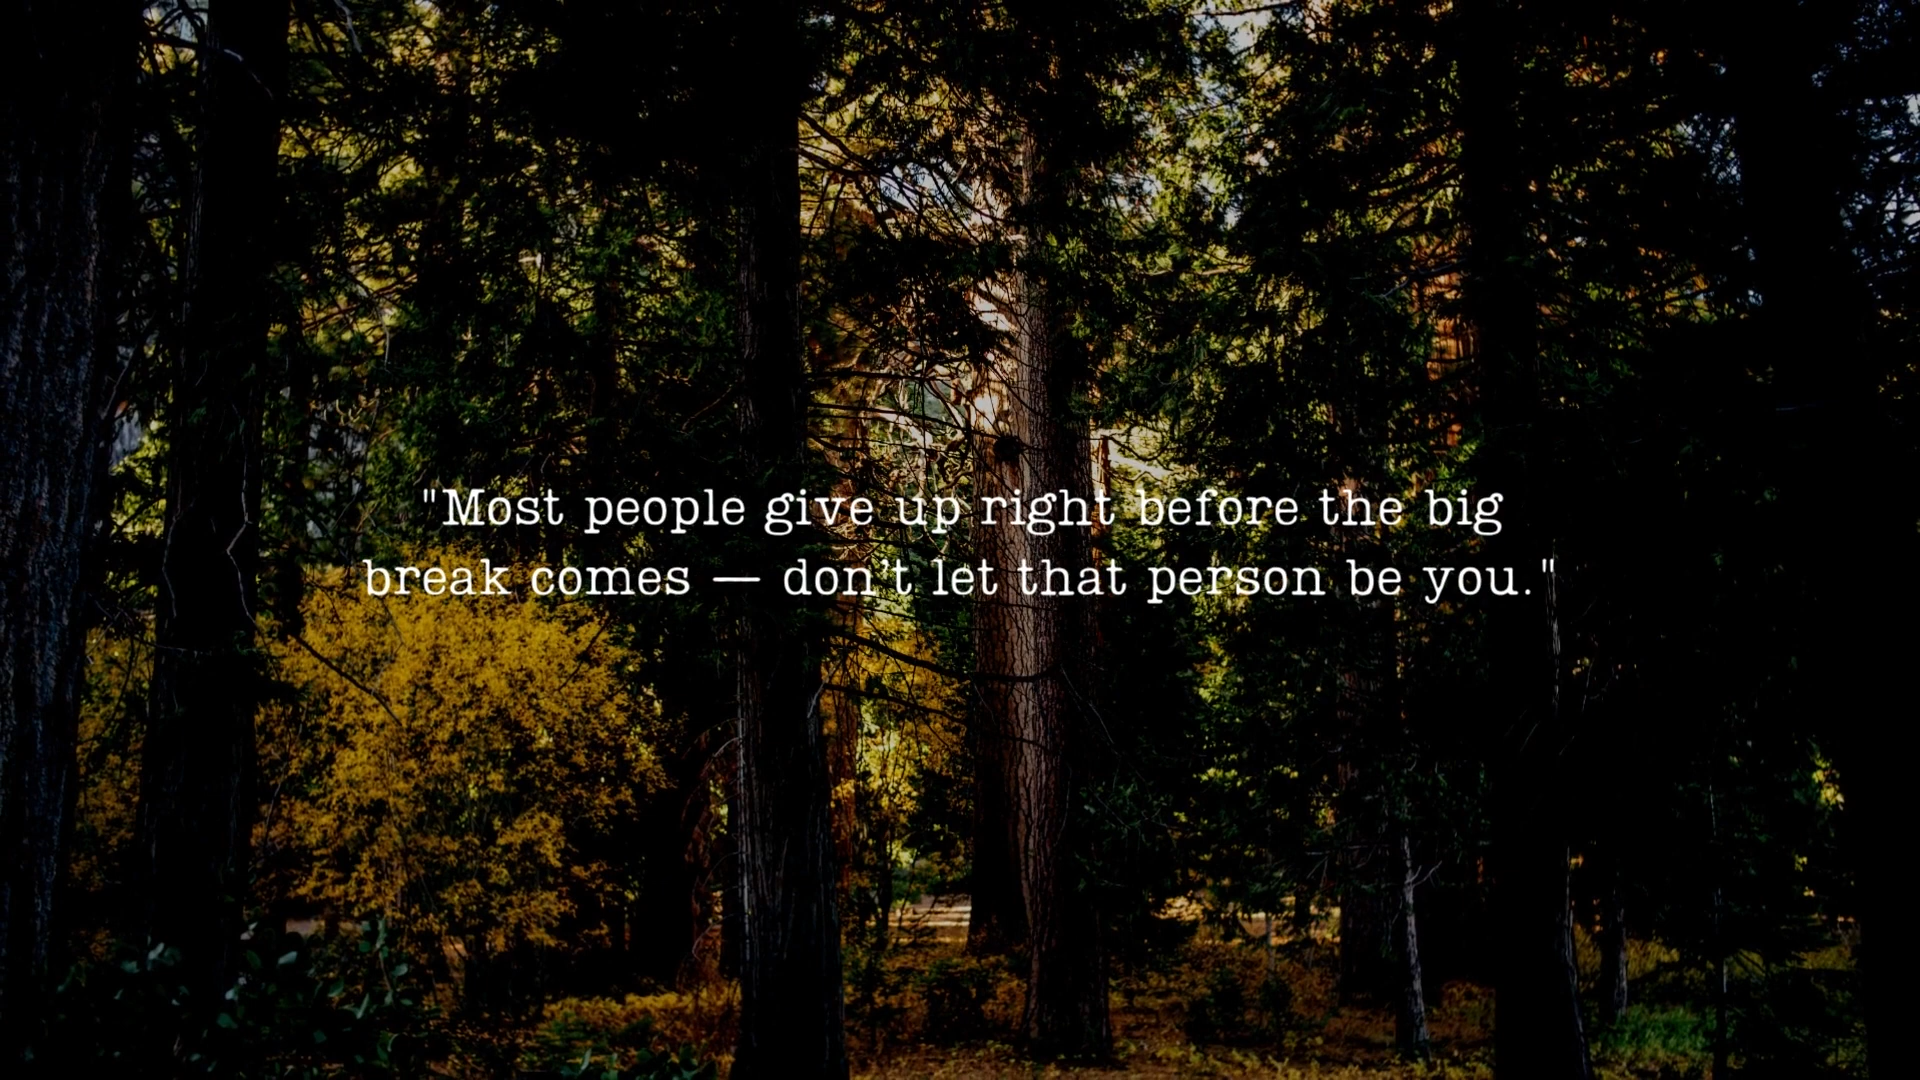 "Most people give up right before the big
break comes — don’t let that person be you."